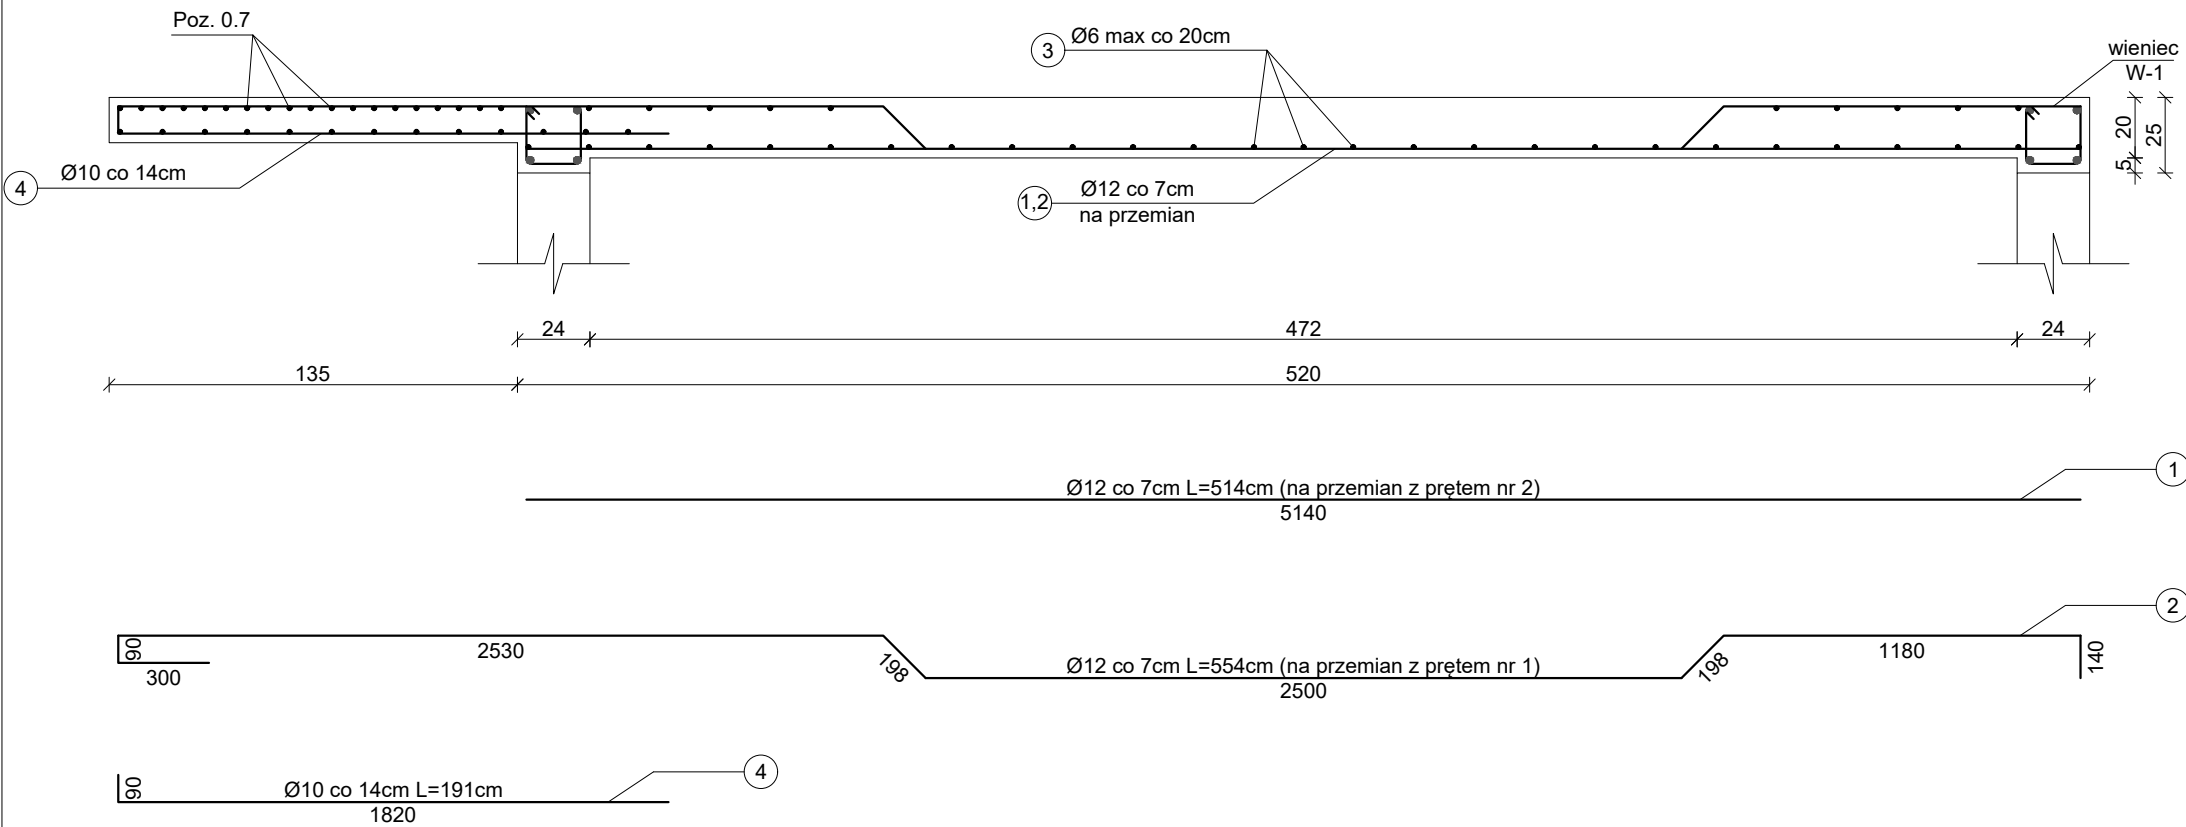 Poz. 0.7
3
Ø6 max co 20cm
wieniec
W-1
20
25
5
4
Ø10 co 14cm
1,2
Ø12 co 7cm
na przemian
24
472
24
135
520
1
Ø12 co 7cm L=514cm (na przemian z prętem nr 2)
5140
2
90
2530
300
198
Ø12 co 7cm L=554cm (na przemian z prętem nr 1)
2500
198
1180
140
4
90
Ø10 co 14cm L=191cm
1820